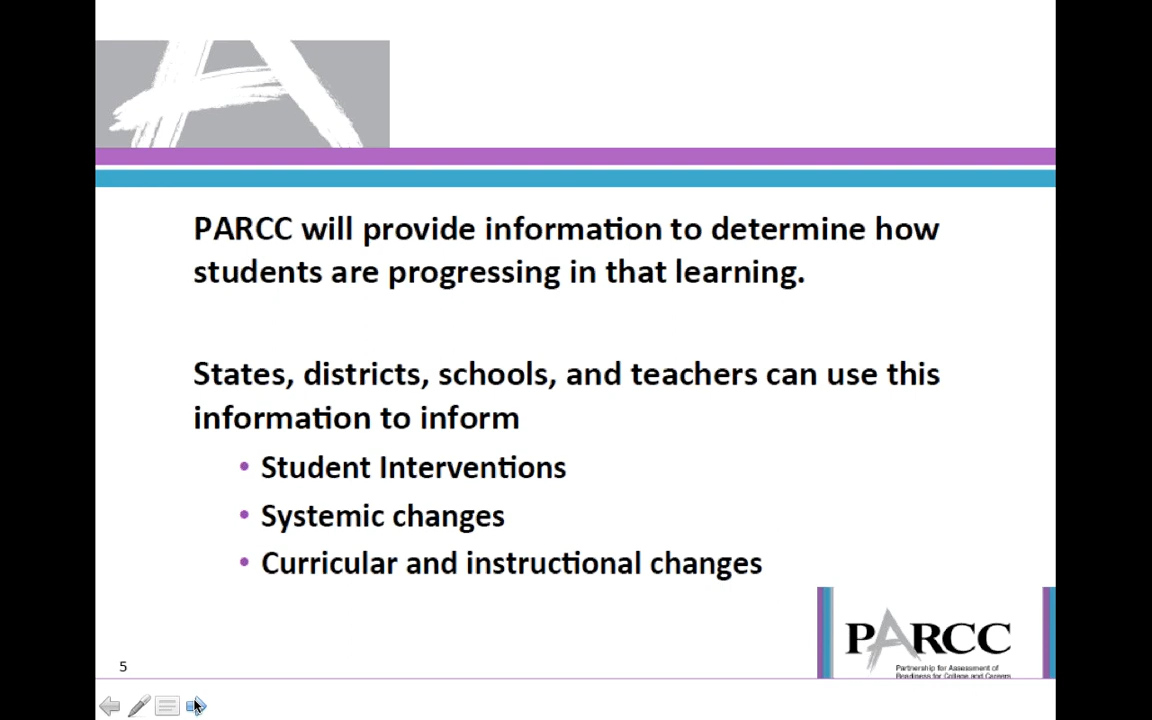 PARCC will provide information to determine how
students are progressing in that learning.
States, districts, schools, and teachers can use this
information to inform
• Student Interventions
• Systemic changes
• Curricular and instructional changes
PARCC
Partnership for Assessment of
Readiness for College and Careers
5